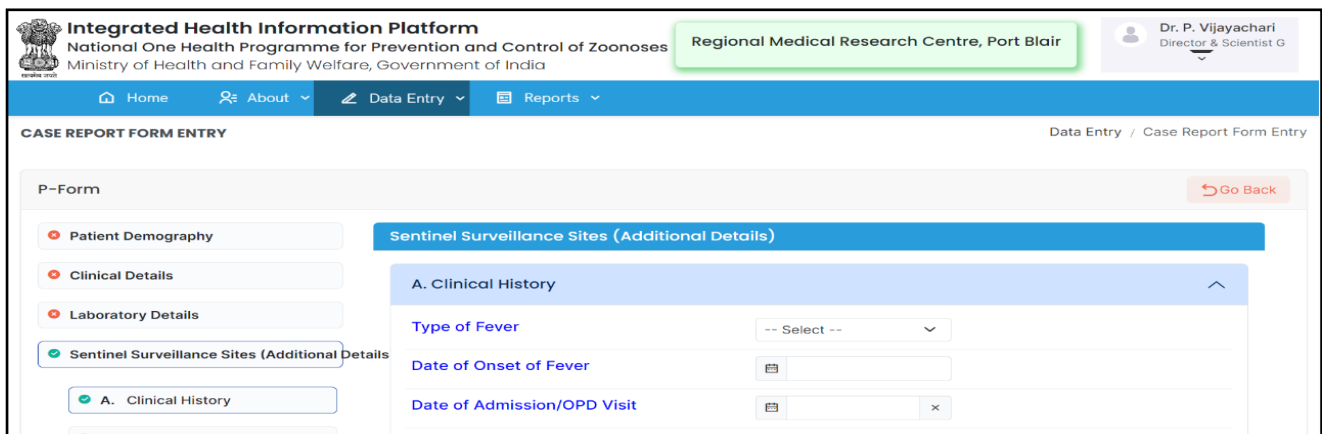 Integrated Health Information Platform
National One Health Programme for Prevention and Control of Zoonoses
Ministry of Health and Family Welfare, Government of India
सत्यमेव जयते
Regional Medical Research Centre, Port Blair
Dr. P. Vijayachari
Director & Scientist G
Home About Data Entry Reports
CASE REPORT FORM ENTRY
Data Entry / Case Report Form Entry
P-Form
Go Back
Patient Demography
Clinical Details
Laboratory Details
Sentinel Surveillance Sites (Additional Details
A. Clinical History
Sentinel Surveillance Sites (Additional Details)
A. Clinical History
Type of Fever
-- Select --
Date of Onset of Fever
Date of Admission/OPD Visit